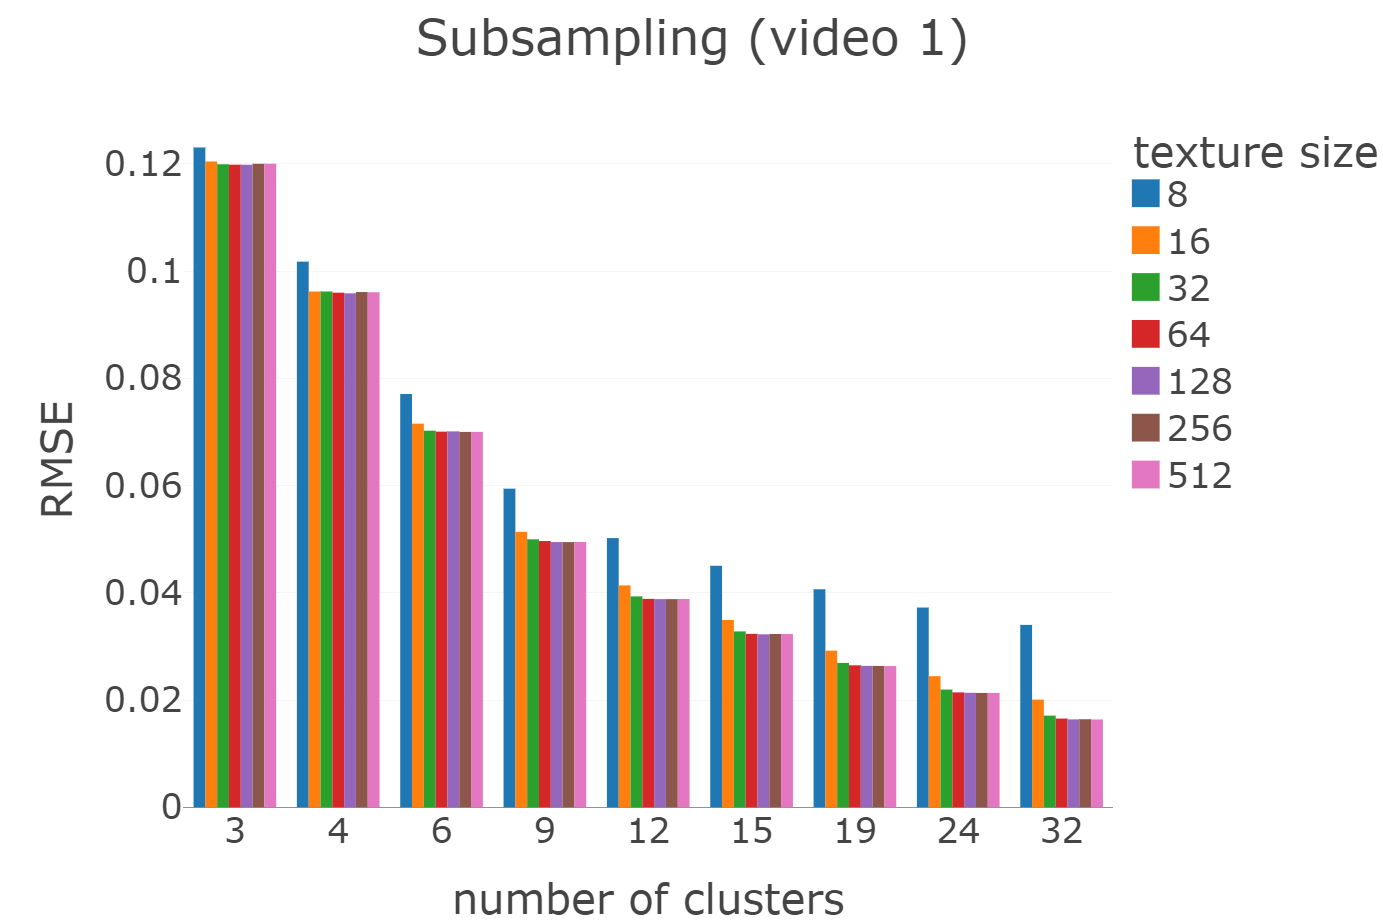 Subsampling (video 1)
texture size
8
16
32
64
128
256
512
RMSE
0.12
0.1
0.08
0.06
0.04
0.02
0
3 4 6 9 12 15 19 24 32
number of clusters